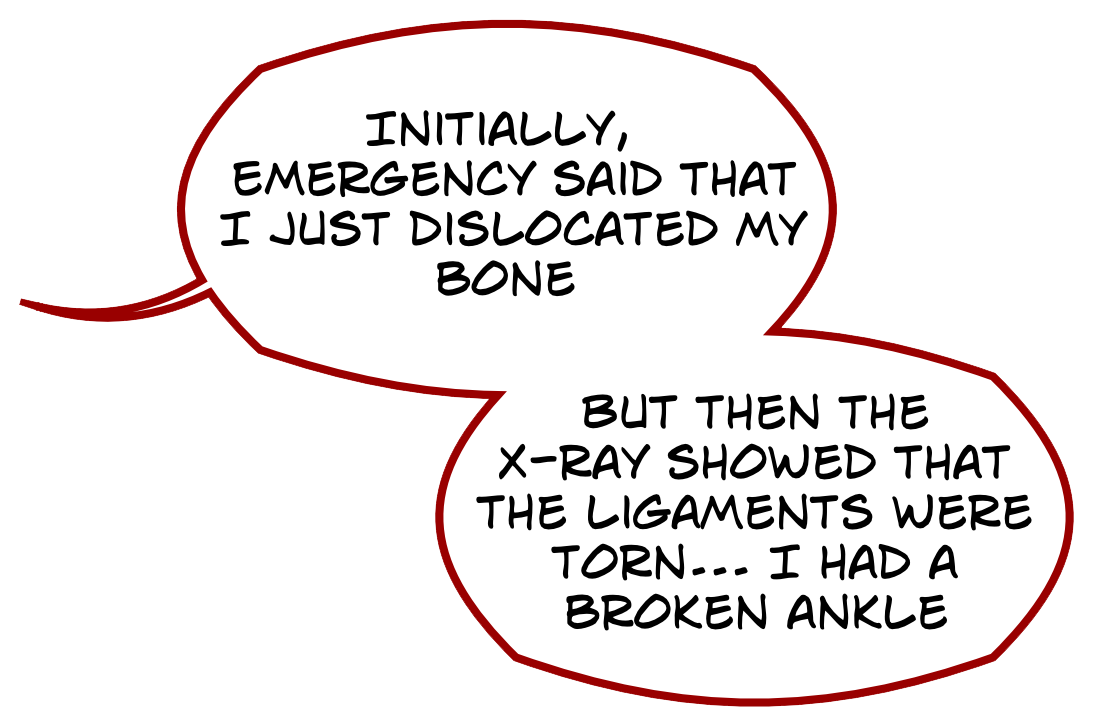 INITIALLY,
EMERGENCY SAID THAT
I JUST DISLOCATED MY
BONE
BUT THEN THE
X-RAY SHOWED THAT
THE LIGAMENTS WERE
TORN... I HAD A
BROKEN ANKLE